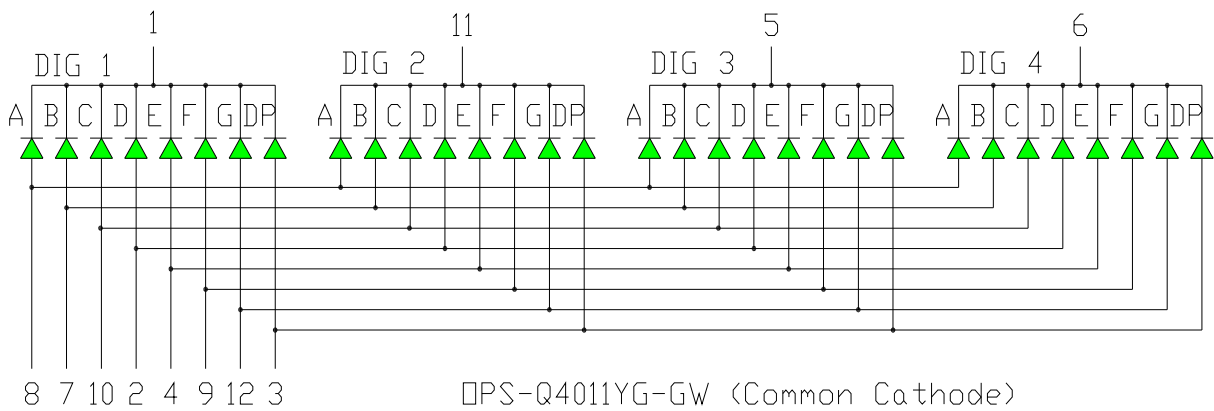 1 11 5 6
DIG 1 DIG 2 DIG 3 DIG 4
A B C D E F G DP A B C D E F G DP A B C D E F G DP A B C D E F G DP
8 7 10 2 4 9 12 3 OPS-Q4011YG-GW (Common Cathode)